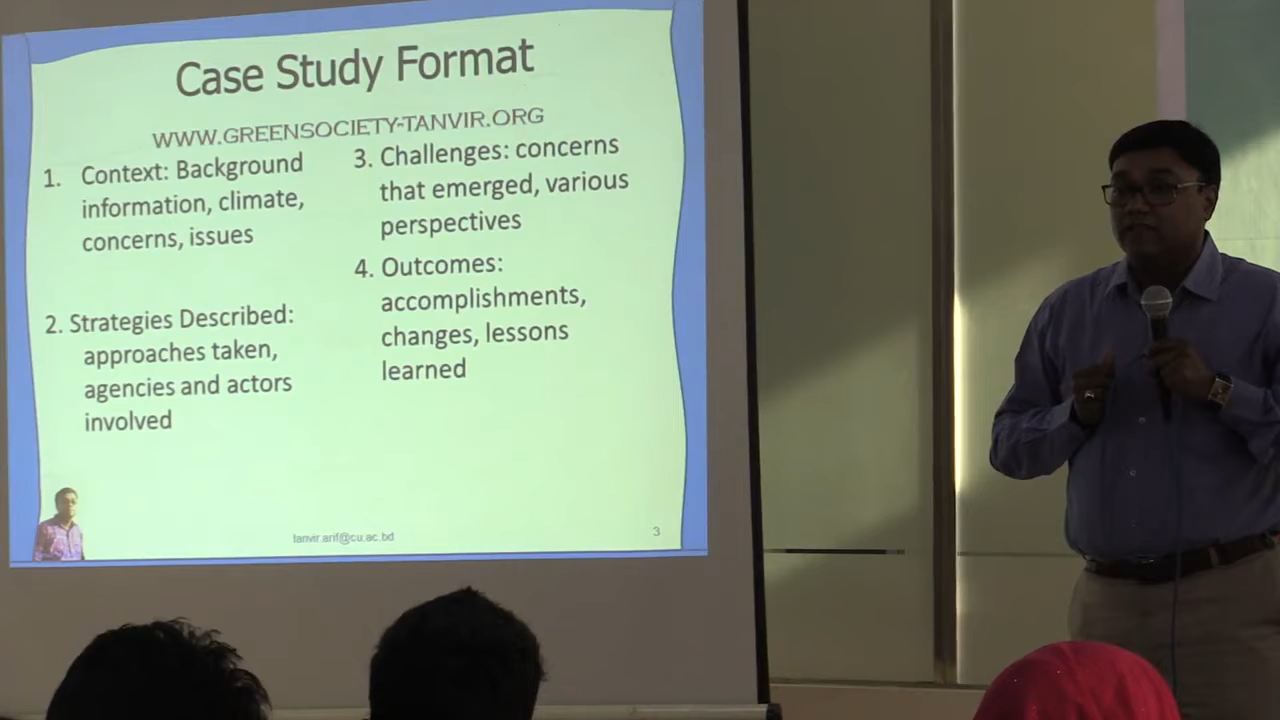 Case Study Format
WWW.GREENSOCIETY-TANVIR.ORG
1. Context: Background
information, climate,
concerns, issues
2. Strategies Described:
approaches taken,
agencies and actors
involved
3. Challenges: concerns
that emerged, various
perspectives
4. Outcomes:
accomplishments,
changes, lessons
learned
tanvir.arif@cu.ac.bd
3